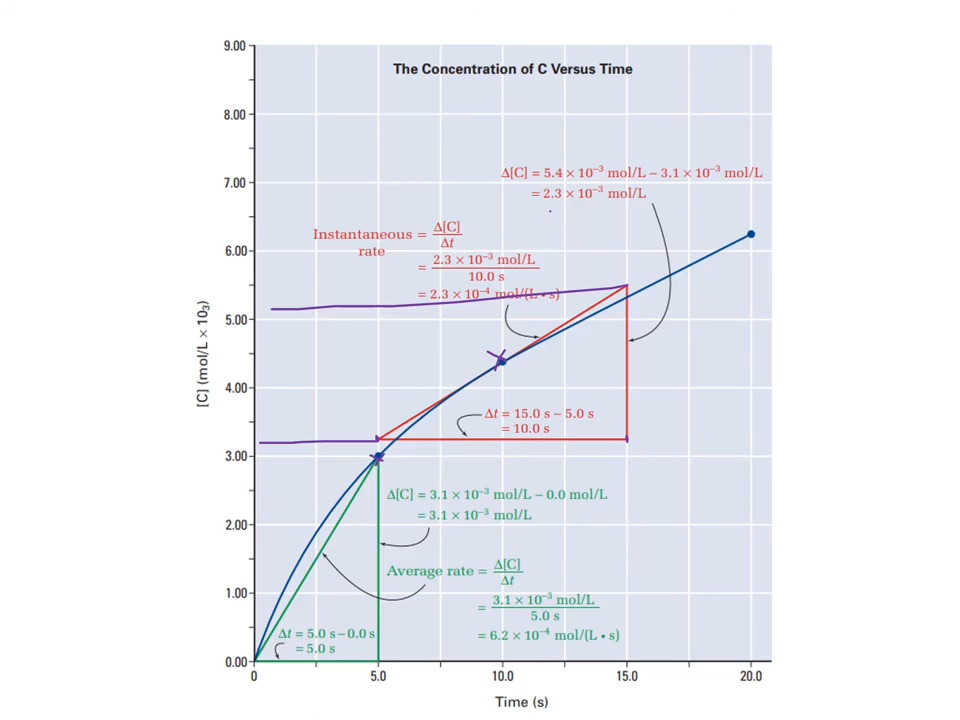 The Concentration of C Versus Time
9.00
8.00
7.00
6.00
5.00
4.00
3.00
2.00
1.00
0.00
[C] (mol/L × 10₃)
Δ[C] = 5.4 × 10⁻³ mol/L – 3.1 × 10⁻³ mol/L
= 2.3 × 10⁻³ mol/L
Instantaneous rate = Δ[C]/Δt
= 2.3 × 10⁻³ mol/L / 10.0 s
= 2.3 × 10⁻⁴ mol/(L • s)
Δt = 15.0 s – 5.0 s
= 10.0 s
Δ[C] = 3.1 × 10⁻³ mol/L – 0.0 mol/L
= 3.1 × 10⁻³ mol/L
Average rate = Δ[C]/Δt
= 3.1 × 10⁻³ mol/L / 5.0 s
= 6.2 × 10⁻⁴ mol/(L • s)
Δt = 5.0 s – 0.0 s
= 5.0 s
0 5.0 10.0 15.0 20.0
Time (s)